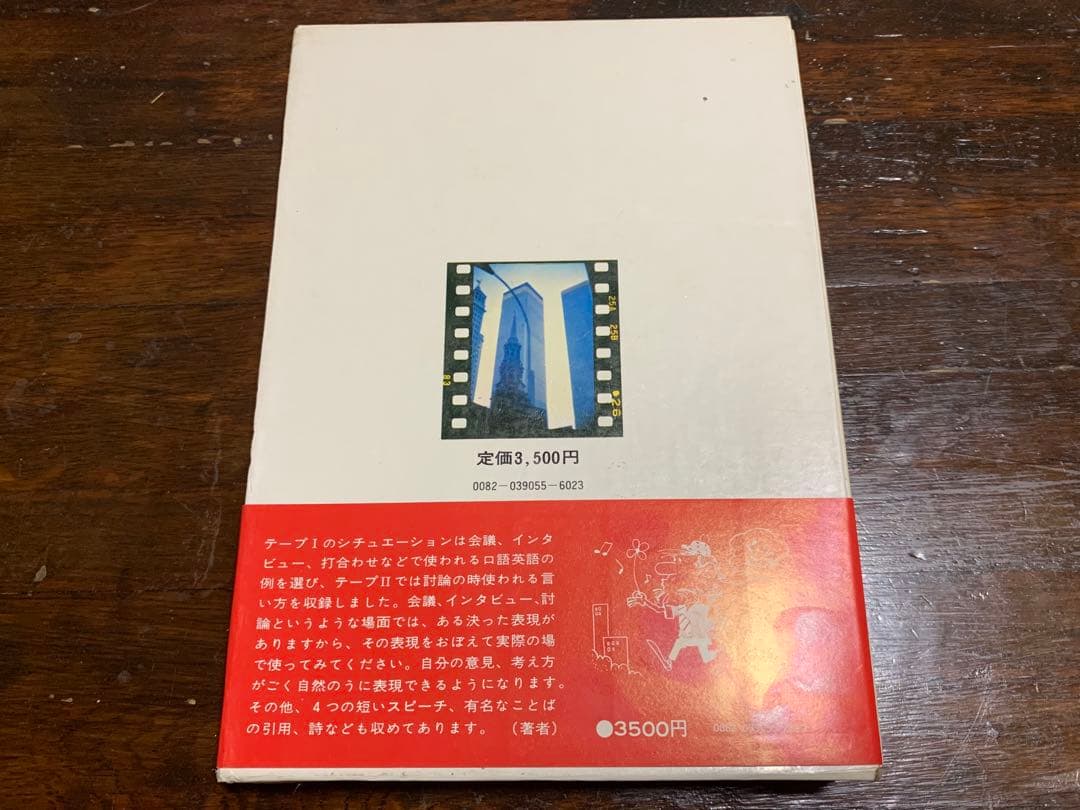 25A 25B
83
26
定価3,500円
0082-039055-6023
テープIのシチュエーションは会議、インタ
ビュー、打合わせなどで使われる口語英語の
例を選び、テープIIでは討論の時使われる言
い方を収録しました。会議、インタビュー、討
論というような場面では、ある決った表現が
ありますから、その表現をおぼえて実際の場
で使ってみてください。自分の意見、考え方
がごく自然のうに表現できるようになります。
その他、4つの短いスピーチ、有名なことば
の引用、詩なども収めてあります。 (著者)
●3500円